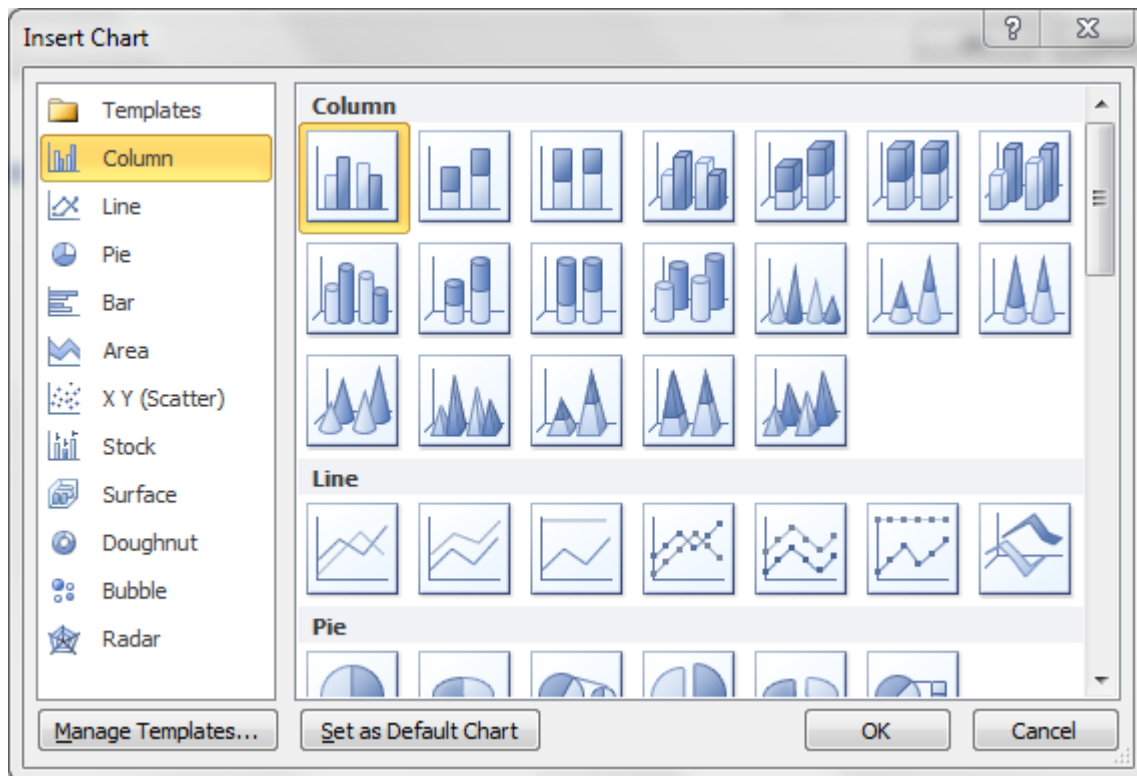 Insert Chart
Templates
Column
Line
Pie
Bar
Area
X Y (Scatter)
Stock
Surface
Doughnut
Bubble
Radar
Column
Line
Pie
Manage Templates...
Set as Default Chart
OK
Cancel